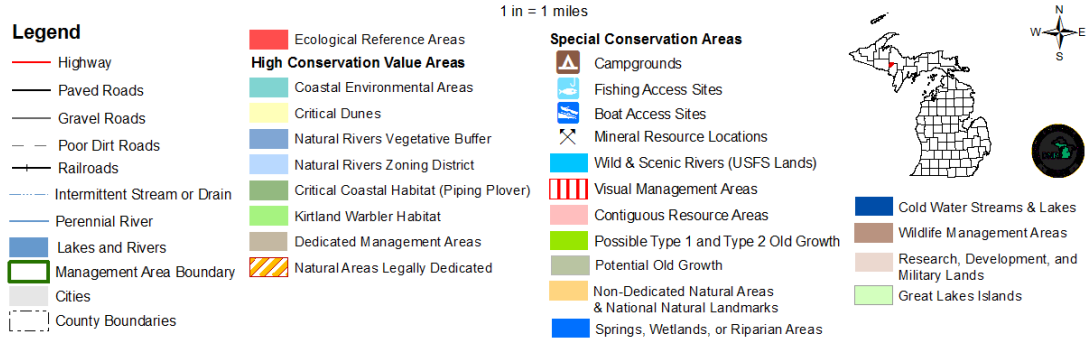 1 in = 1 miles
Legend
Highway
Paved Roads
Gravel Roads
Poor Dirt Roads
Railroads
Intermittent Stream or Drain
Perennial River
Lakes and Rivers
Management Area Boundary
Cities
County Boundaries
Ecological Reference Areas
High Conservation Value Areas
Coastal Environmental Areas
Critical Dunes
Natural Rivers Vegetative Buffer
Natural Rivers Zoning District
Critical Coastal Habitat (Piping Plover)
Kirtland Warbler Habitat
Dedicated Management Areas
Natural Areas Legally Dedicated
Special Conservation Areas
Campgrounds
Fishing Access Sites
Boat Access Sites
Mineral Resource Locations
Wild & Scenic Rivers (USFS Lands)
Visual Management Areas
Contiguous Resource Areas
Possible Type 1 and Type 2 Old Growth
Potential Old Growth
Non-Dedicated Natural Areas
& National Natural Landmarks
Springs, Wetlands, or Riparian Areas
N
W
E
S
Cold Water Streams & Lakes
Wildlife Management Areas
Research, Development, and
Military Lands
Great Lakes Islands